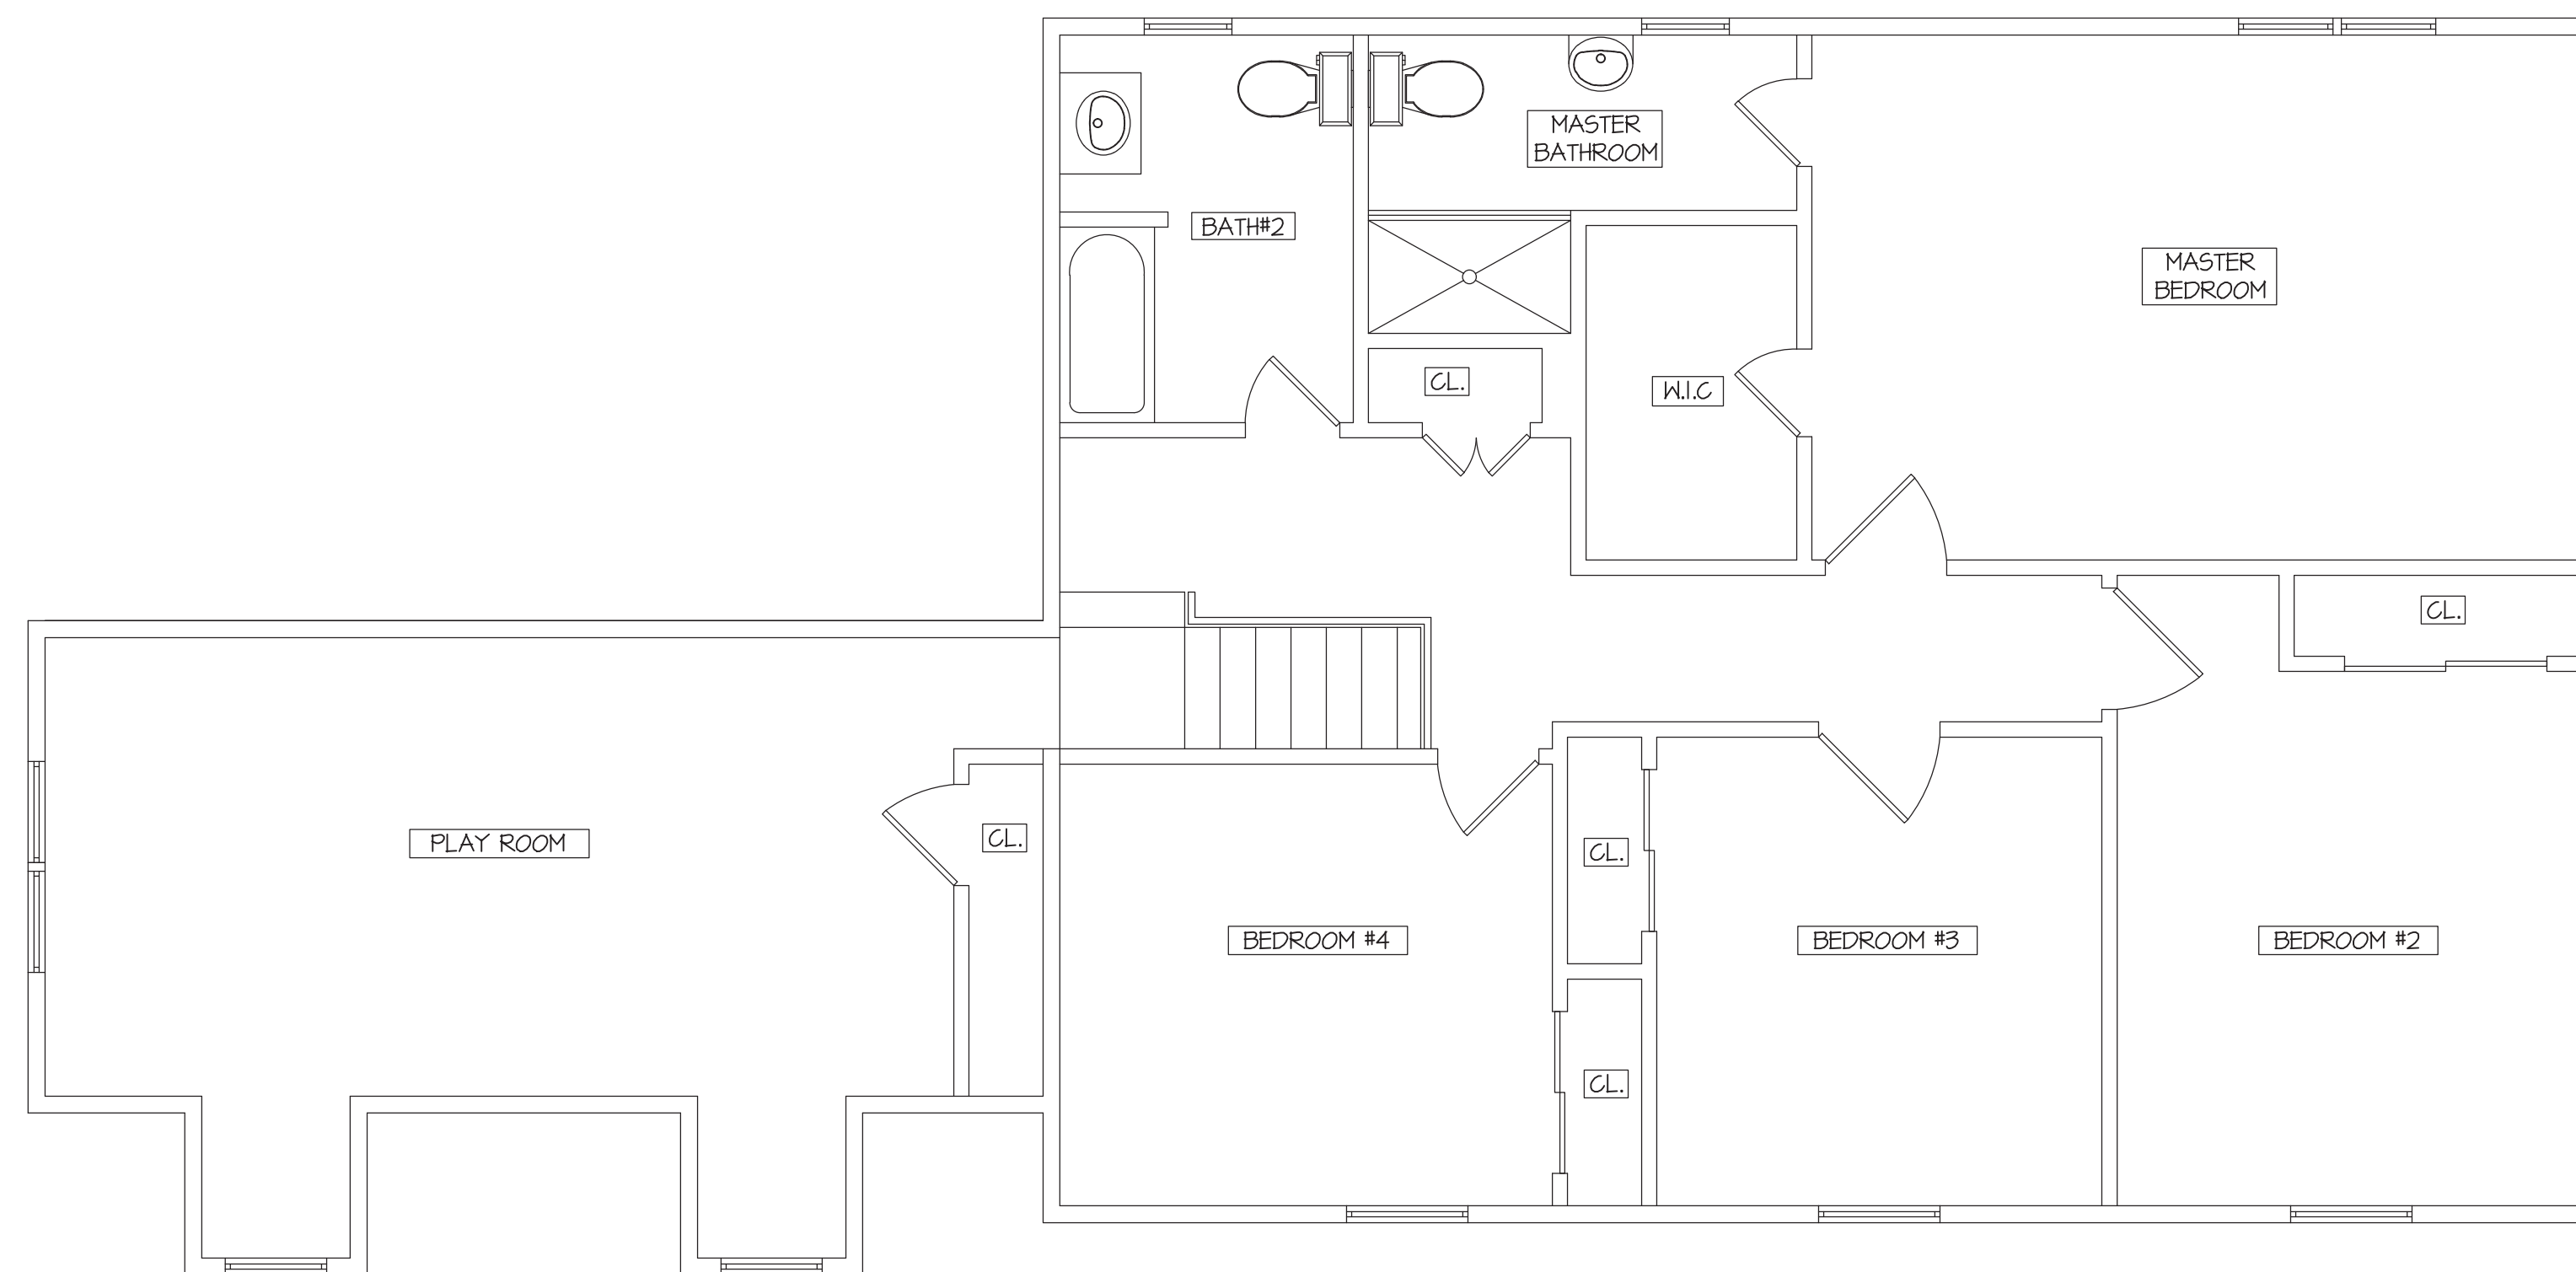 MASTER
BATHROOM
BATH#2
MASTER
BEDROOM
CL.
W.I.C
CL.
PLAY ROOM
CL.
CL.
BEDROOM #4
BEDROOM #3
BEDROOM #2
CL.